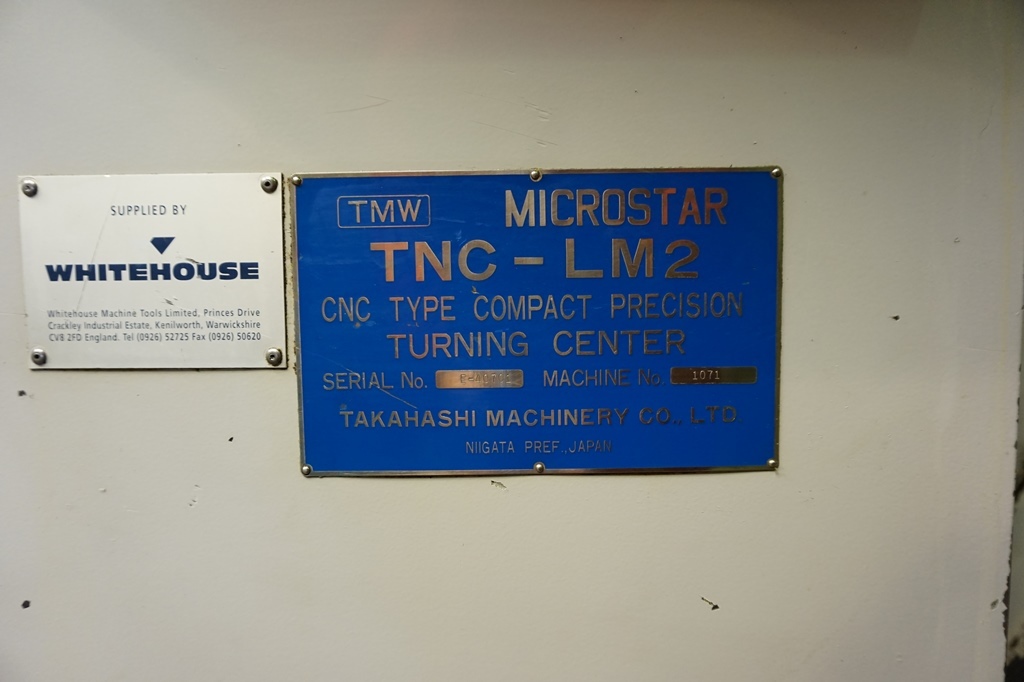 SUPPLIED BY
WHITEHOUSE
Whitehouse Machine Tools Limited, Princes Drive
Crackley Industrial Estate, Kenilworth, Warwickshire
CV8 2FD England. Tel (0926) 52725 Fax (0926) 50620
TMW MICROSTAR
TNC-LM2
CNC TYPE COMPACT PRECISION
TURNING CENTER
SERIAL No. MACHINE No. 1071
TAKAHASHI MACHINERY CO., LTD.
NIIGATA PREF., JAPAN